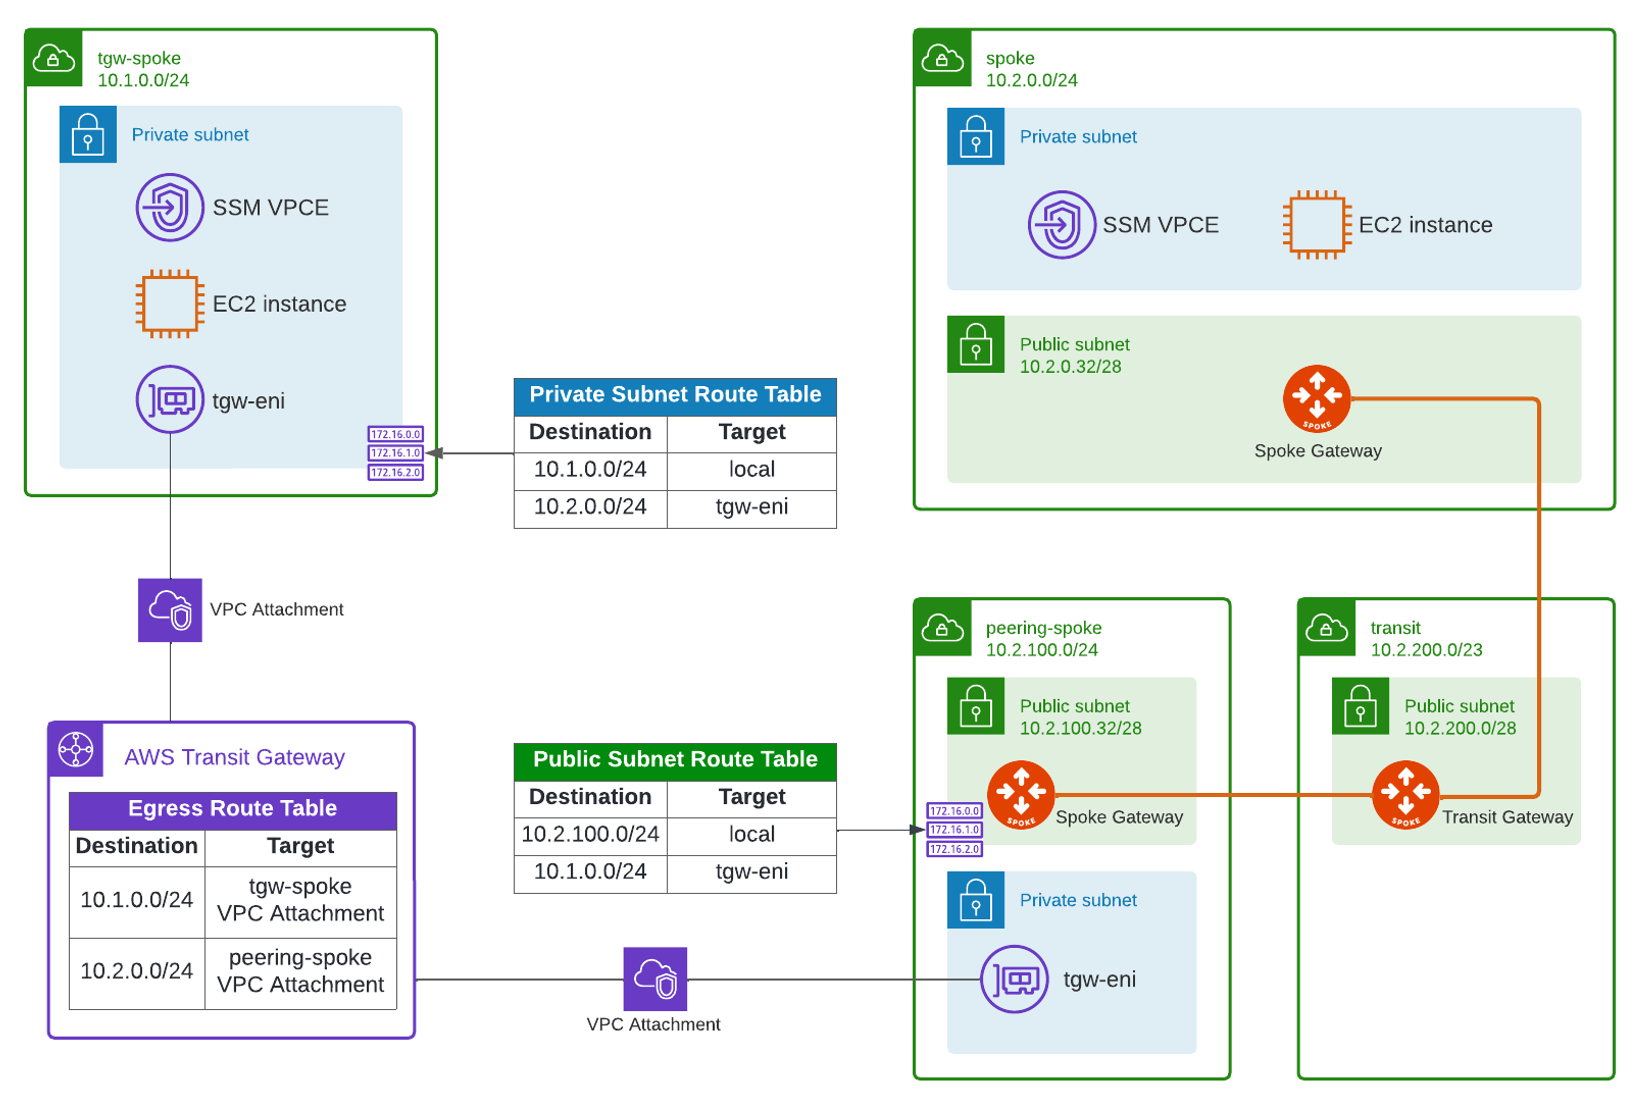 tgw-spoke
10.1.0.0/24
Private subnet
SSM VPCE
EC2 instance
tgw-eni
172.16.0.0
172.16.1.0
172.16.2.0
Private Subnet Route Table
Destination Target
10.1.0.0/24 local
10.2.0.0/24 tgw-eni
spoke
10.2.0.0/24
Private subnet
SSM VPCE EC2 instance
Public subnet
10.2.0.32/28
SPOKE
Spoke Gateway
VPC Attachment
AWS Transit Gateway
Egress Route Table
Destination Target
10.1.0.0/24 tgw-spoke
VPC Attachment
10.2.0.0/24 peering-spoke
VPC Attachment
Public Subnet Route Table
Destination Target
10.2.100.0/24 local
10.1.0.0/24 tgw-eni
VPC Attachment
peering-spoke
10.2.100.0/24
Public subnet
10.2.100.32/28
SPOKE
Spoke Gateway
172.16.0.0
172.16.1.0
172.16.2.0
Private subnet
tgw-eni
transit
10.2.200.0/23
Public subnet
10.2.200.0/28
SPOKE
Transit Gateway